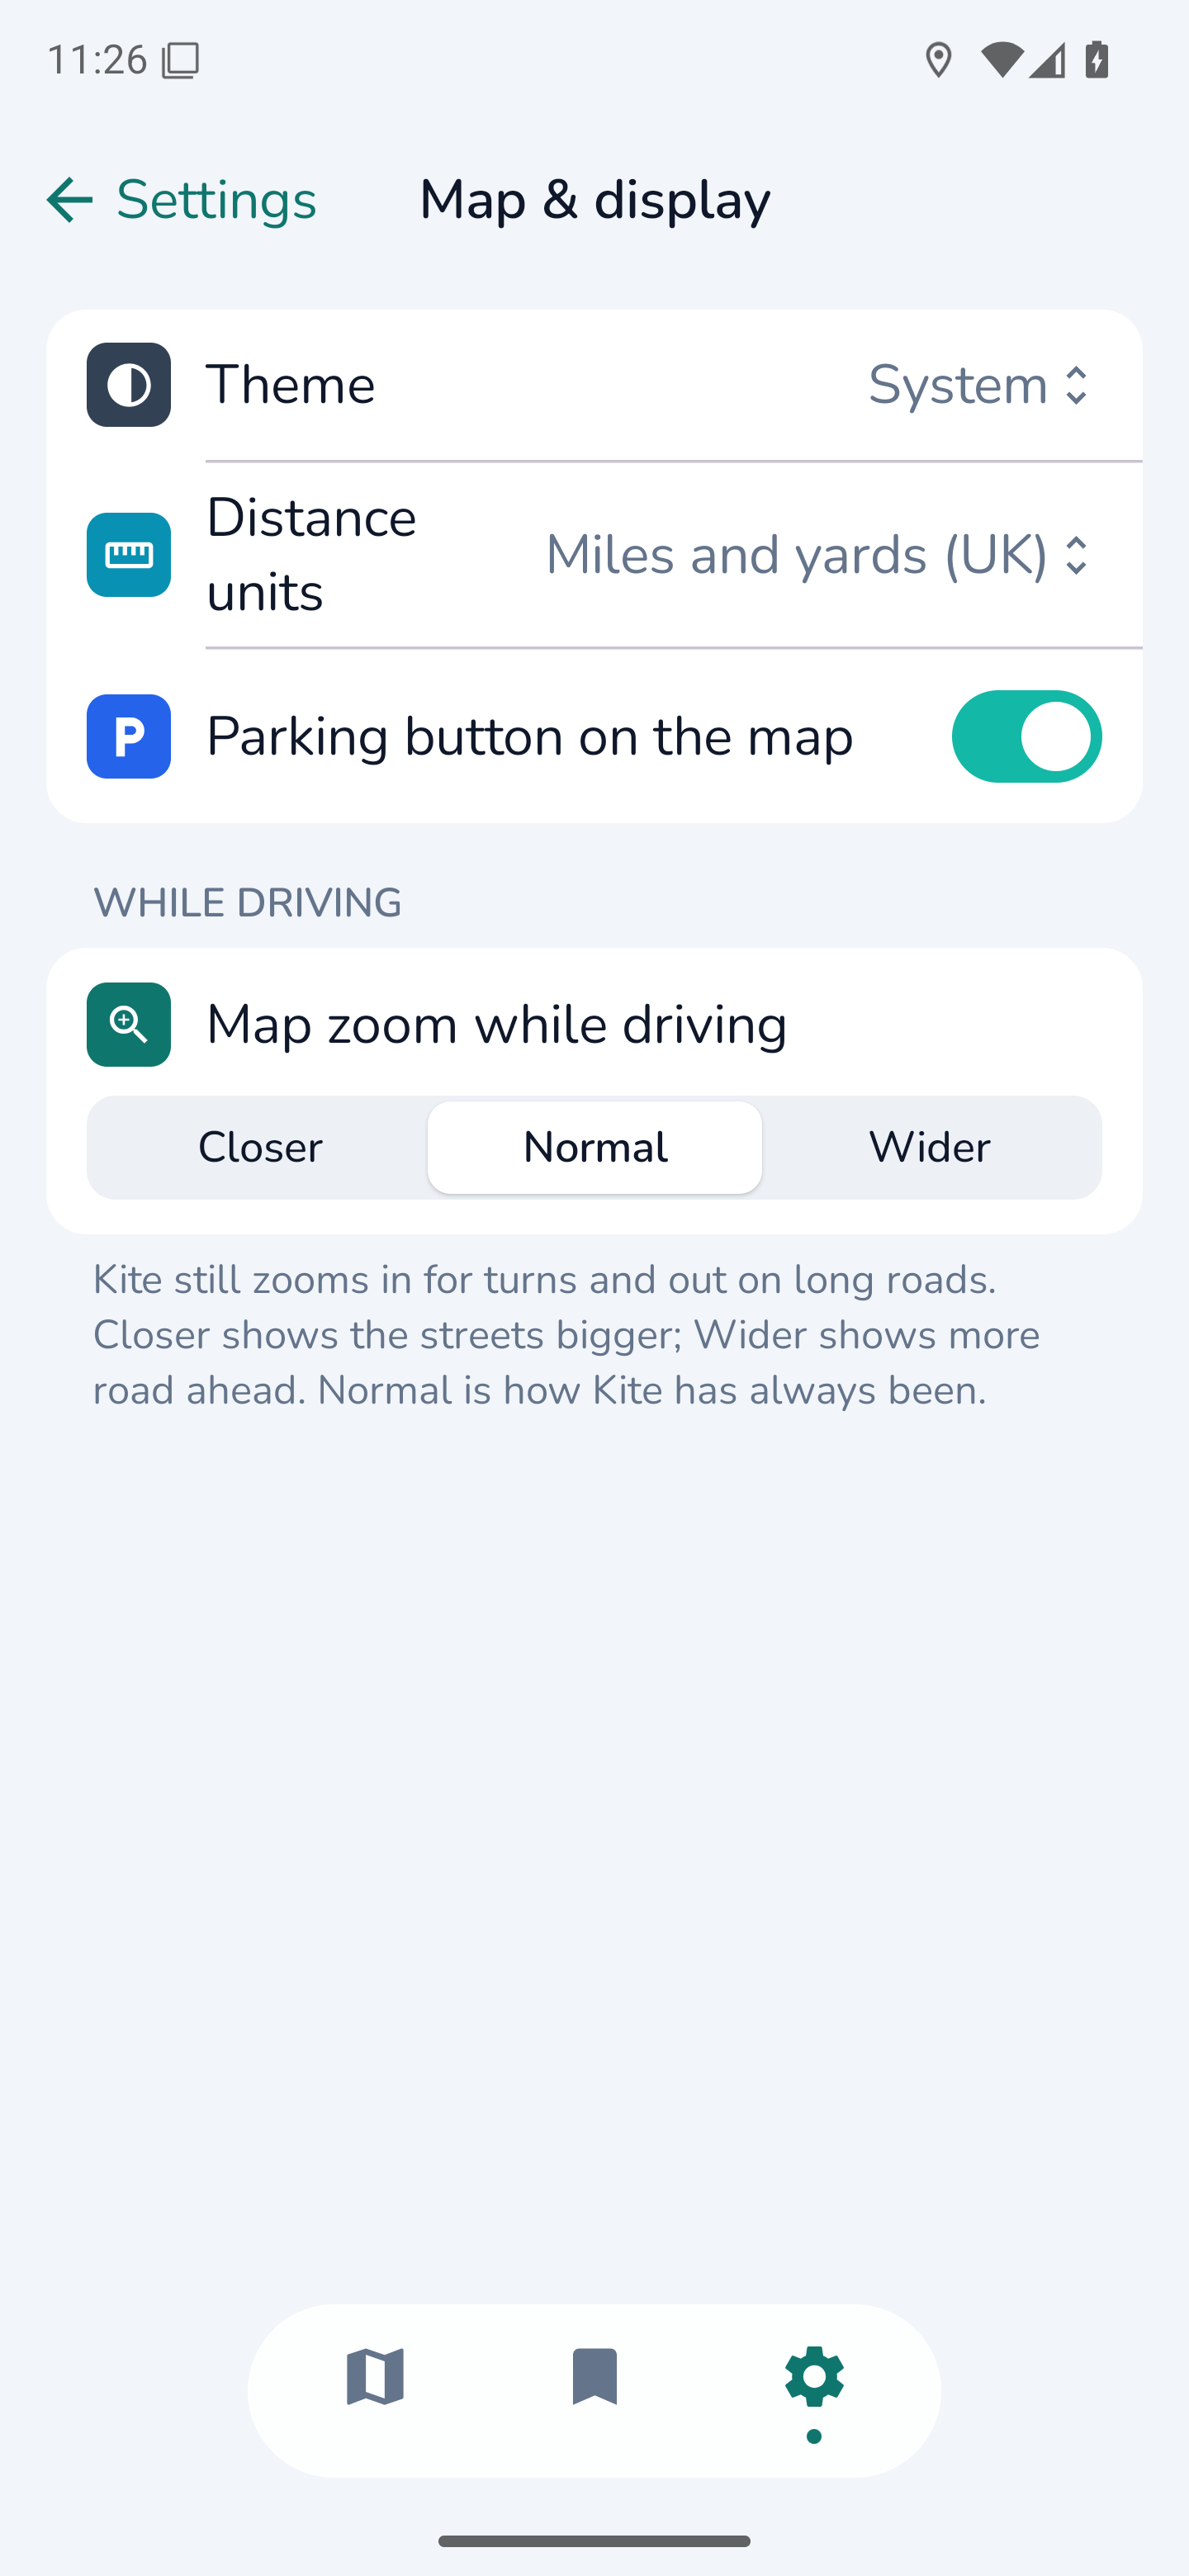 11:26
Settings
Map & display
Theme
System
Distance
units
Miles and yards (UK)
P
Parking button on the map
WHILE DRIVING
Map zoom while driving
Closer
Normal
Wider
Kite still zooms in for turns and out on long roads.
Closer shows the streets bigger; Wider shows more
road ahead. Normal is how Kite has always been.